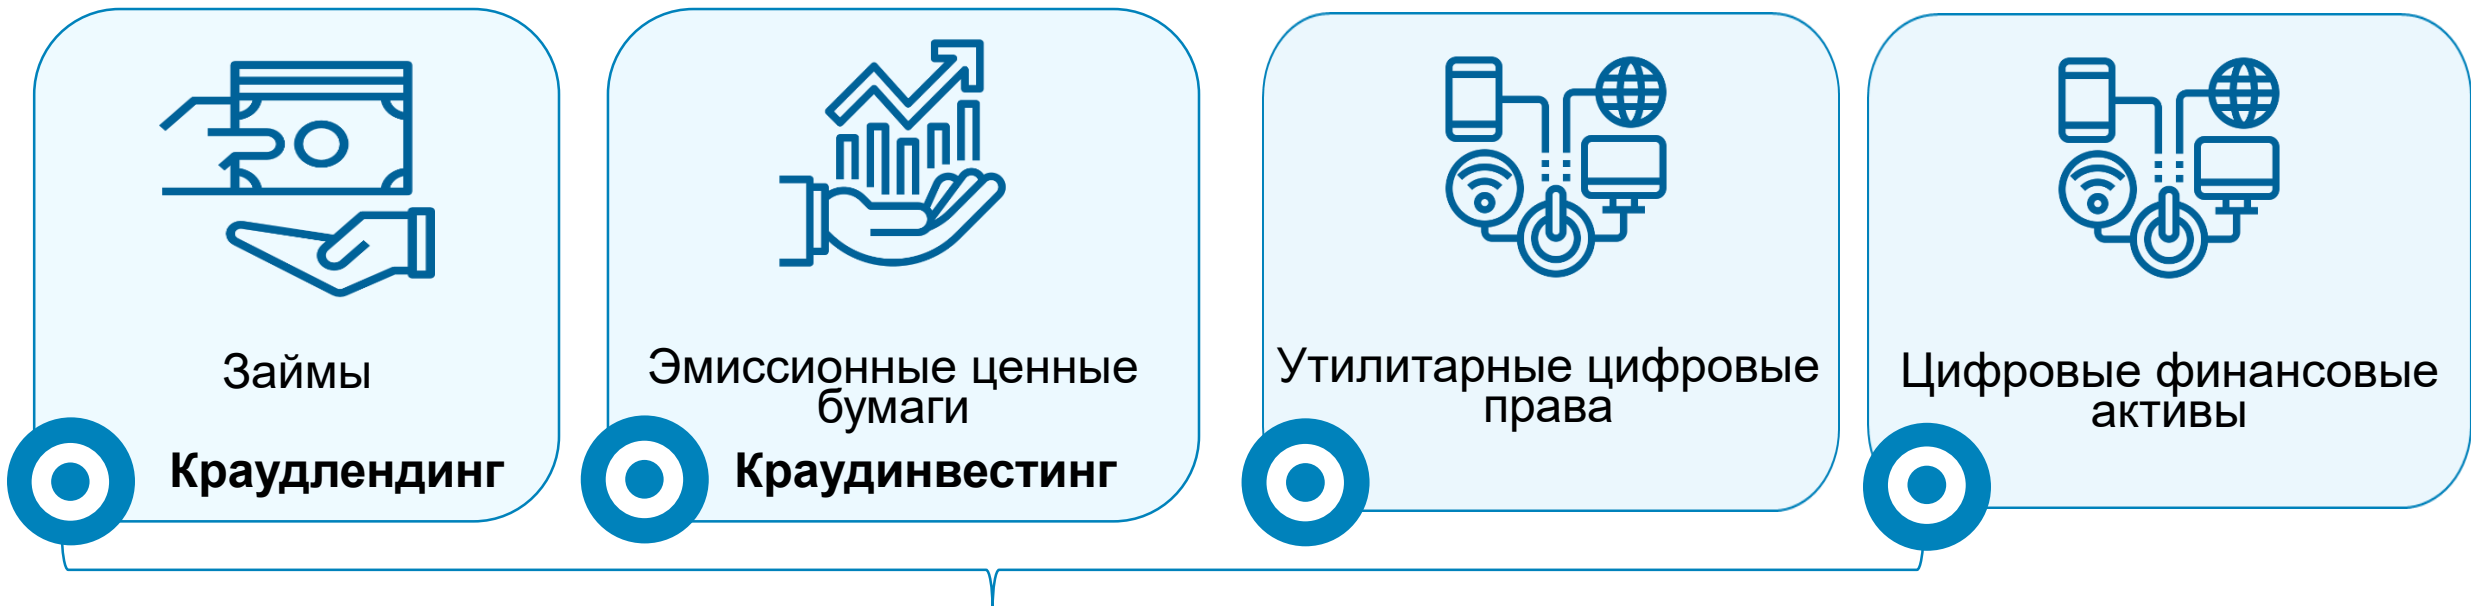 Займы
Краудлендинг
Эмиссионные ценные
бумаги
Краудинвестинг
Утилитарные цифровые
права
Цифровые финансовые
активы